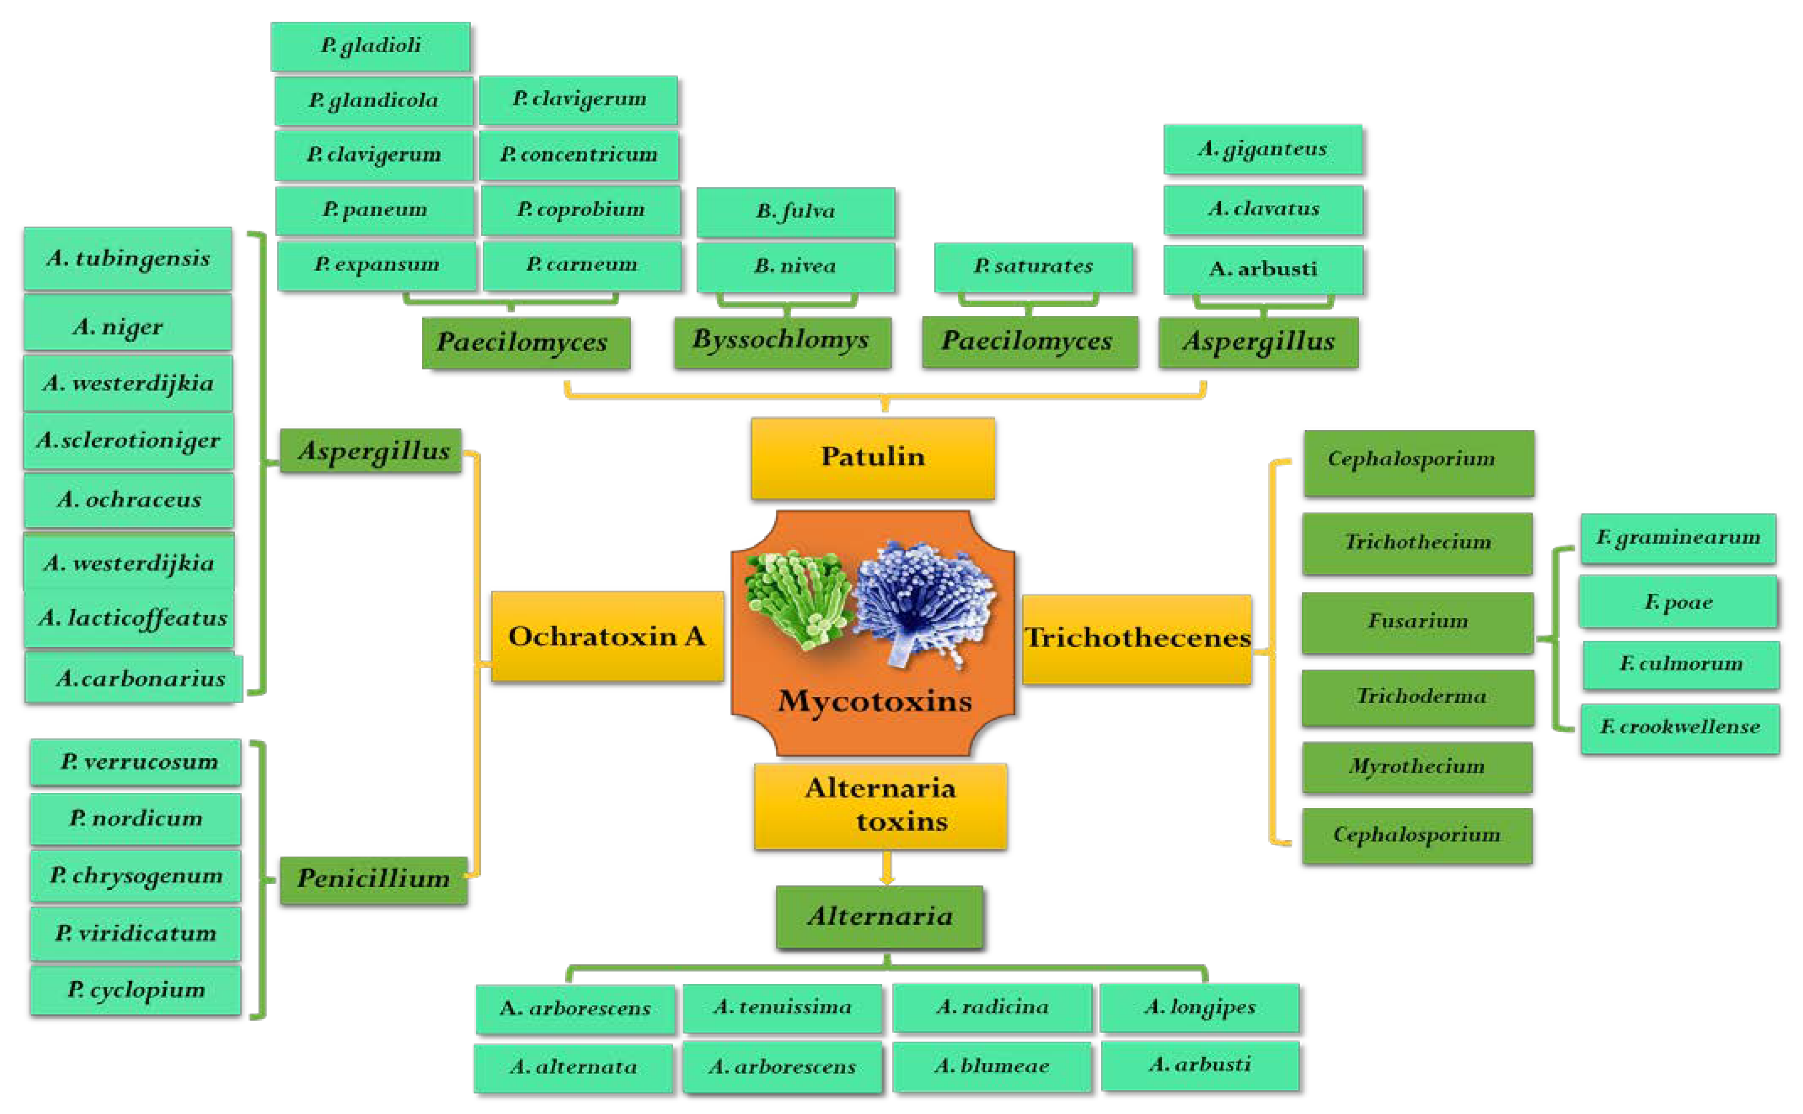 P. gladioli
P. glandicola
P. clavigerum
P. clavigerum
P. concentricum
P. paneum
P. coprobium
P. expansum
P. carneum
Paecilomyces
B. fulva
B. nivea
Byssochlomys
P. saturates
Paecilomyces
A. giganteus
A. clavatus
A. arbusti
Aspergillus
Patulin
A. tubingensis
A. niger
A. westerdijkia
A. sclerotioniger
A. ochraceus
A. westerdijkia
A. lacticoffeatus
A. carbonarius
Aspergillus
P. verrucosum
P. nordicum
P. chrysogenum
P. viridicatum
P. cyclopium
Penicillium
Ochratoxin A
Mycotoxins
Trichothecenes
Cephalosporium
Trichothecium
Fusarium
Trichoderma
Myrothecium
Cephalosporium
F. graminearum
F. poae
F. culmorum
F. crookwellense
Alternaria
toxins
Alternaria
A. arborescens
A. tenuissima
A. radicina
A. longipes
A. alternata
A. arborescens
A. blumeae
A. arbusti